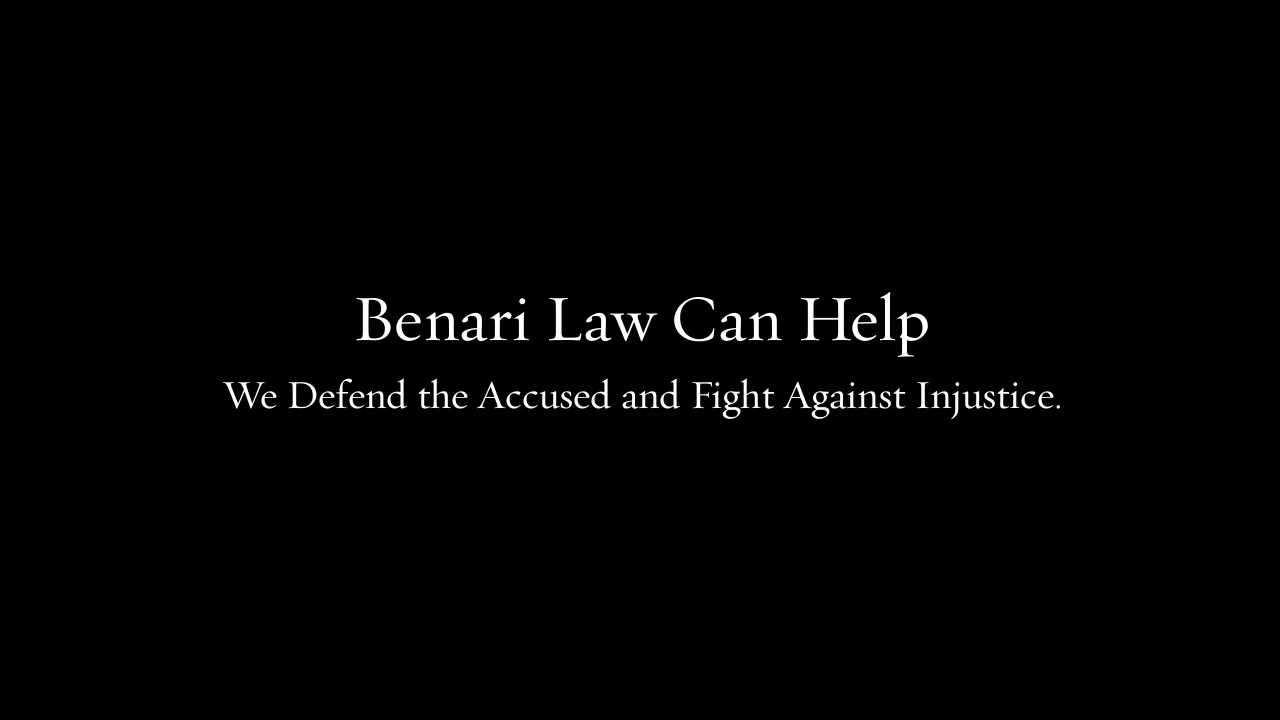 Benari Law Can Help
We Defend the Accused and Fight Against Injustice.